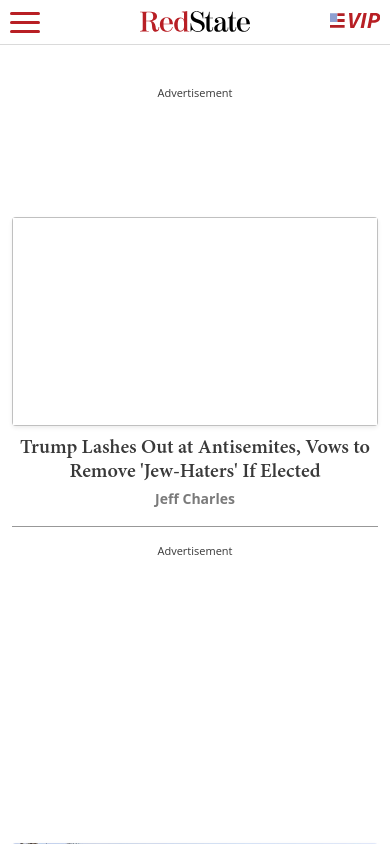 RedState
VIP
Advertisement
Trump Lashes Out at Antisemites, Vows to
Remove 'Jew-Haters' If Elected
Jeff Charles
Advertisement